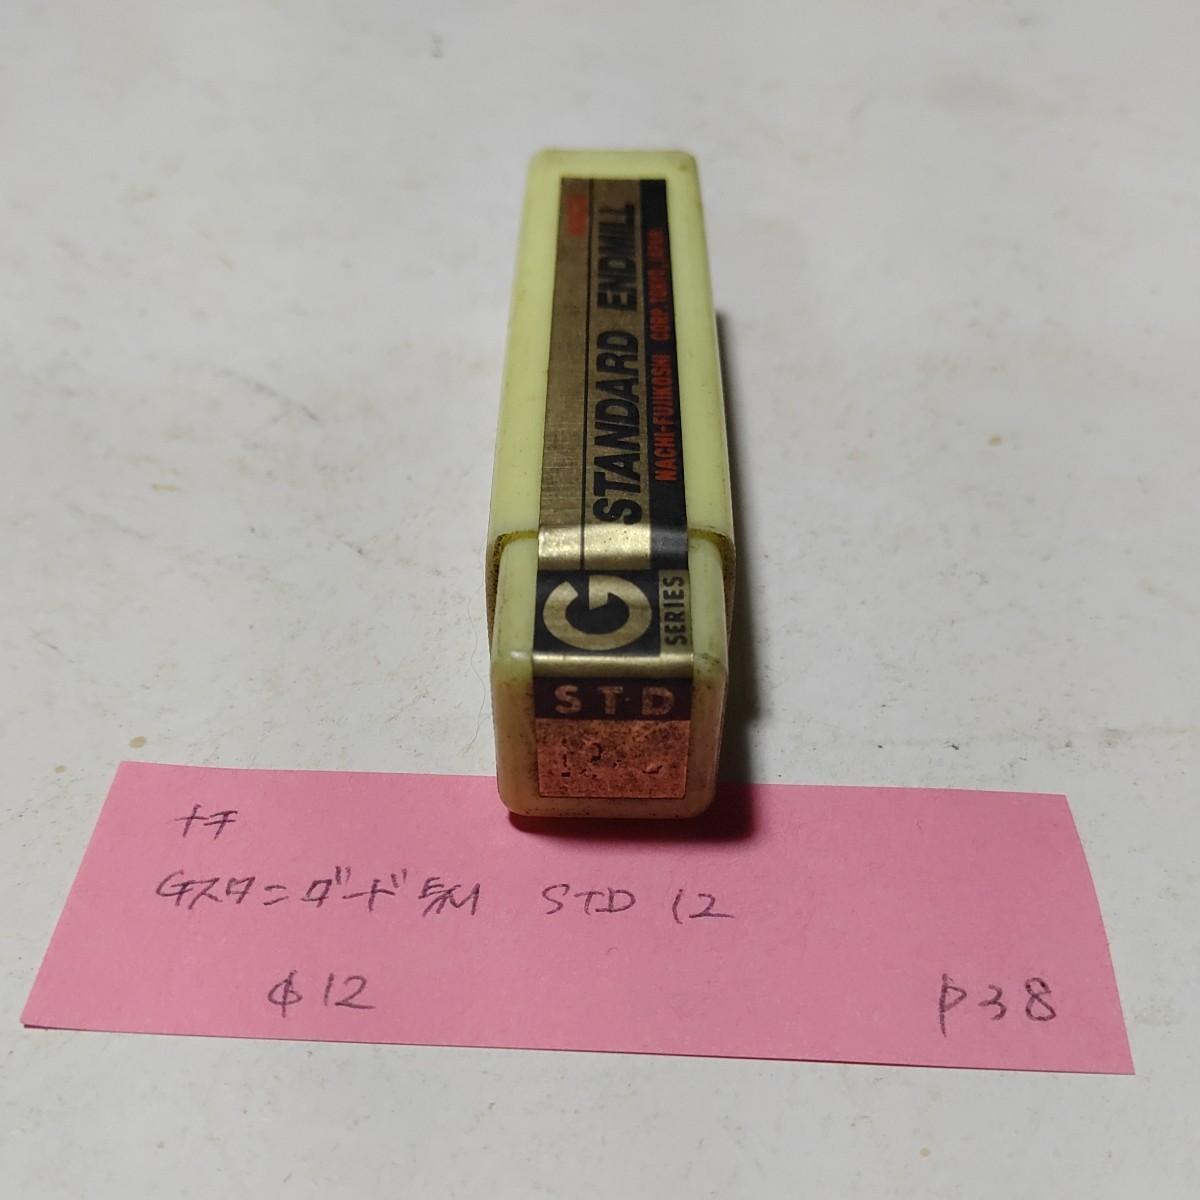 STANDARD ENDMILL
NACHI-FUJIKOSHI CORP. TOKYO, JAPAN
G
SERIES
STD
ナチ
Gスタンダード E/M STD 12
φ12
P38